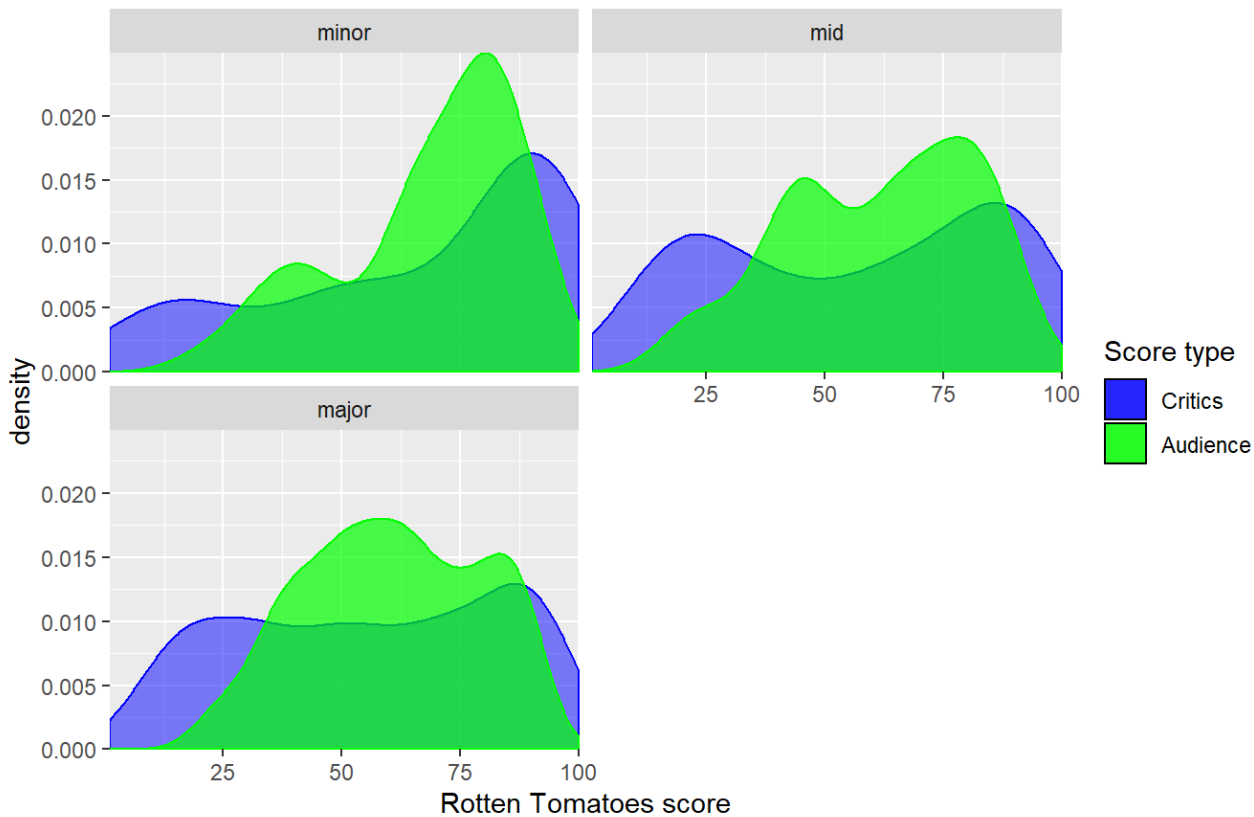 minor
mid
0.020
0.015
0.010
0.005
0.000
25 50 75 100
major
0.020
0.015
0.010
0.005
0.000
25 50 75 100
density
Rotten Tomatoes score
Score type
Critics
Audience